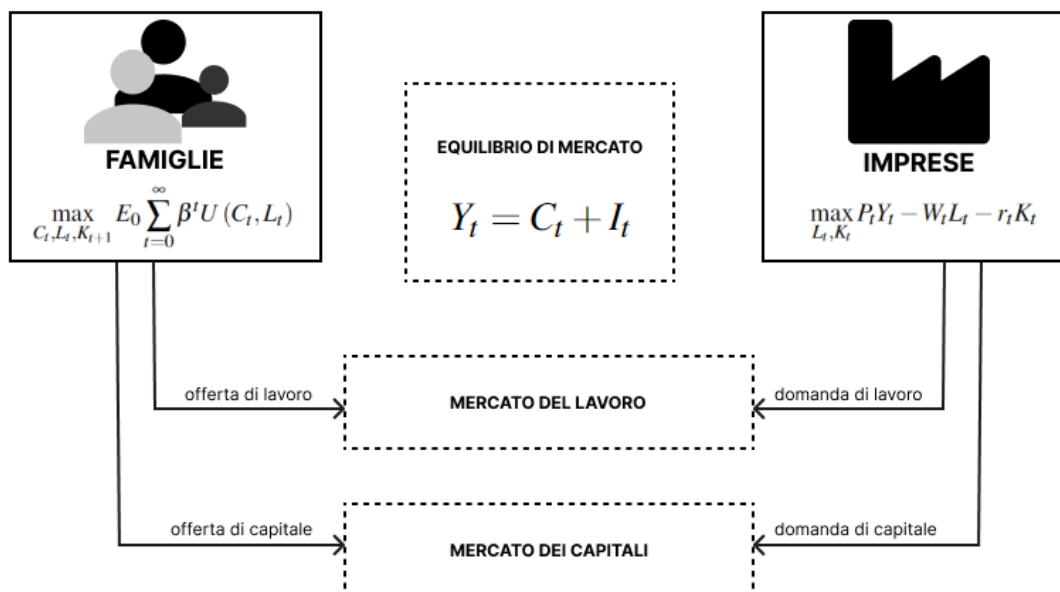 FAMIGLIE
max_{C_t, L_t, K_{t+1}} E_0 ∑_{t=0}^{∞} β^t U (C_t, L_t)
EQUILIBRIO DI MERCATO
Y_t = C_t + I_t
IMPRESE
max_{L_t, K_t} P_t Y_t − W_t L_t − r_t K_t
offerta di lavoro
MERCATO DEL LAVORO
domanda di lavoro
offerta di capitale
MERCATO DEI CAPITALI
domanda di capitale